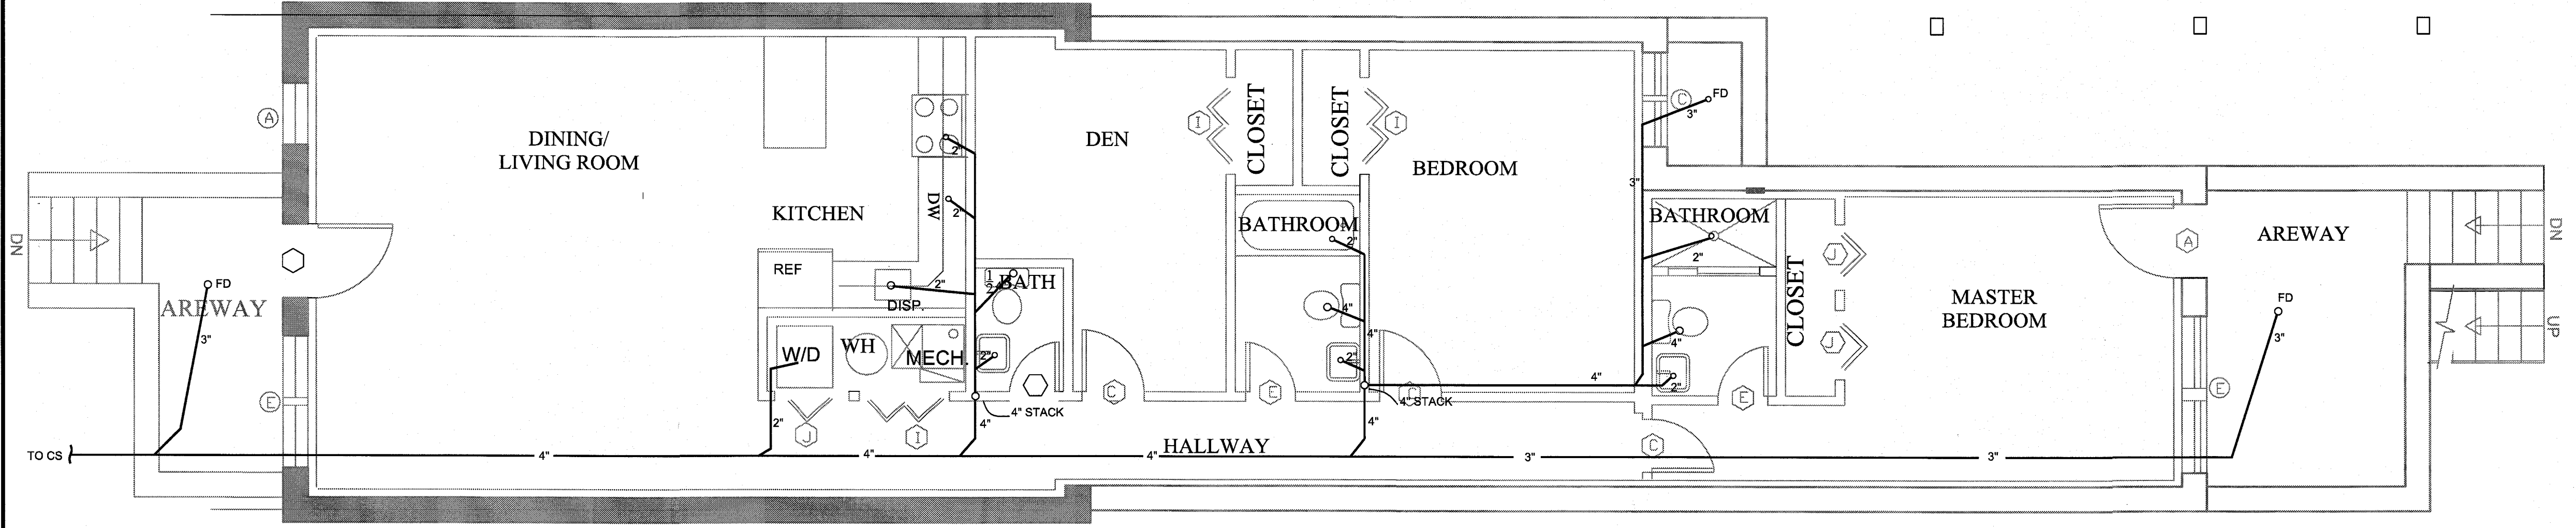 A
DINING/
LIVING ROOM
KITCHEN
REF
DW
2"
2"
2"
DISP.
DN
FD
AREWAY
3"
E
TO CS
W/D
WH
MECH.
2"
J
I
1/2 BATH
4"
2"
4" STACK
4"
DEN
I
CLOSET
CLOSET
I
C
BATHROOM
2"
4"
4"
2"
E
4" STACK
C
4"
BEDROOM
C
FD
3"
3"
4"
BATHROOM
2"
4"
2"
E
C
CLOSET
J
J
MASTER
BEDROOM
A
AREWAY
FD
3"
E
DN
UP
4"
4"
4"
HALLWAY
3"
3"